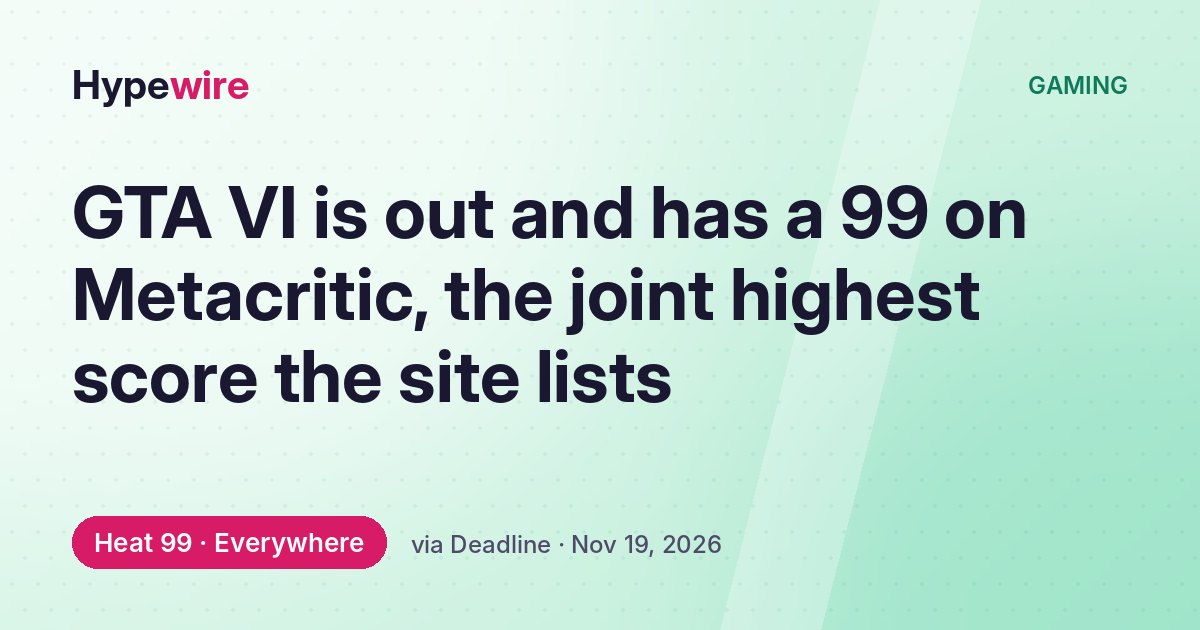 Hypewire
GAMING
GTA VI is out and has a 99 on
Metacritic, the joint highest
score the site lists
Heat 99 · Everywhere
via Deadline · Nov 19, 2026